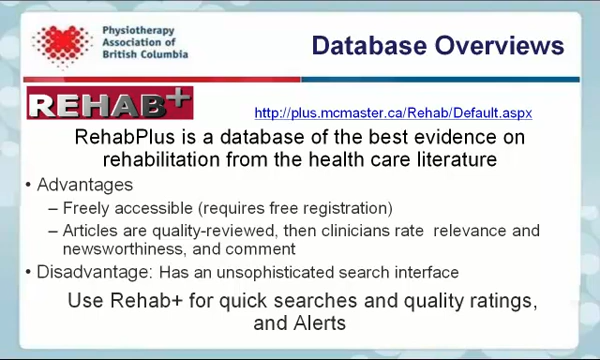 Physiotherapy
Association of
British Columbia
Database Overviews
REHAB+
http://plus.mcmaster.ca/Rehab/Default.aspx
RehabPlus is a database of the best evidence on
rehabilitation from the health care literature
• Advantages
– Freely accessible (requires free registration)
– Articles are quality-reviewed, then clinicians rate relevance and
newsworthiness, and comment
• Disadvantage: Has an unsophisticated search interface
Use Rehab+ for quick searches and quality ratings,
and Alerts